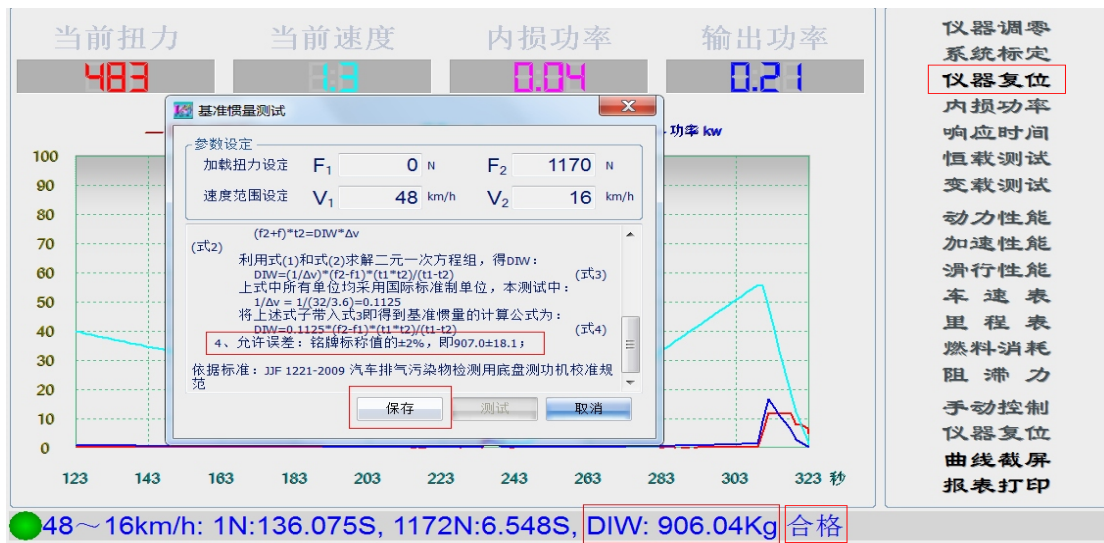 当前扭力 当前速度 内损功率 输出功率
483 1.3 0.04 0.21
基准惯量测试
功率 kw
参数设定
加载扭力设定 F1 0 N F2 1170 N
速度范围设定 V1 48 km/h V2 16 km/h
(f2+f)*t2=DIW*Δv
(式2)
利用式(1)和式(2)求解二元一次方程组，得DIW：
DIW=(1/Δv)*(f2-f1)*(t1*t2)/(t1-t2) (式3)
上式中所有单位均采用国际标准制单位，本测试中：
1/Δv = 1/(32/3.6)=0.1125
将上述式子带入式3即得到基准惯量的计算公式为：
DIW=0.1125*(f2-f1)*(t1*t2)/(t1-t2) (式4)
4、允许误差：铭牌标称值的±2%，即907.0±18.1；
依据标准：JJF 1221-2009 汽车排气污染物检测用底盘测功机校准规
范
保存 测试 取消
100
90
80
70
60
50
40
30
20
10
0
123 143 163 183 203 223 243 263 283 303 323 秒
48～16km/h: 1N:136.075S, 1172N:6.548S, DIW: 906.04Kg 合格
仪器调零
系统标定
仪器复位
内损功率
响应时间
恒载测试
变载测试
动力性能
加速性能
滑行性能
车 速 表
里 程 表
燃料消耗
阻 滞 力
手动控制
仪器复位
曲线截屏
报表打印